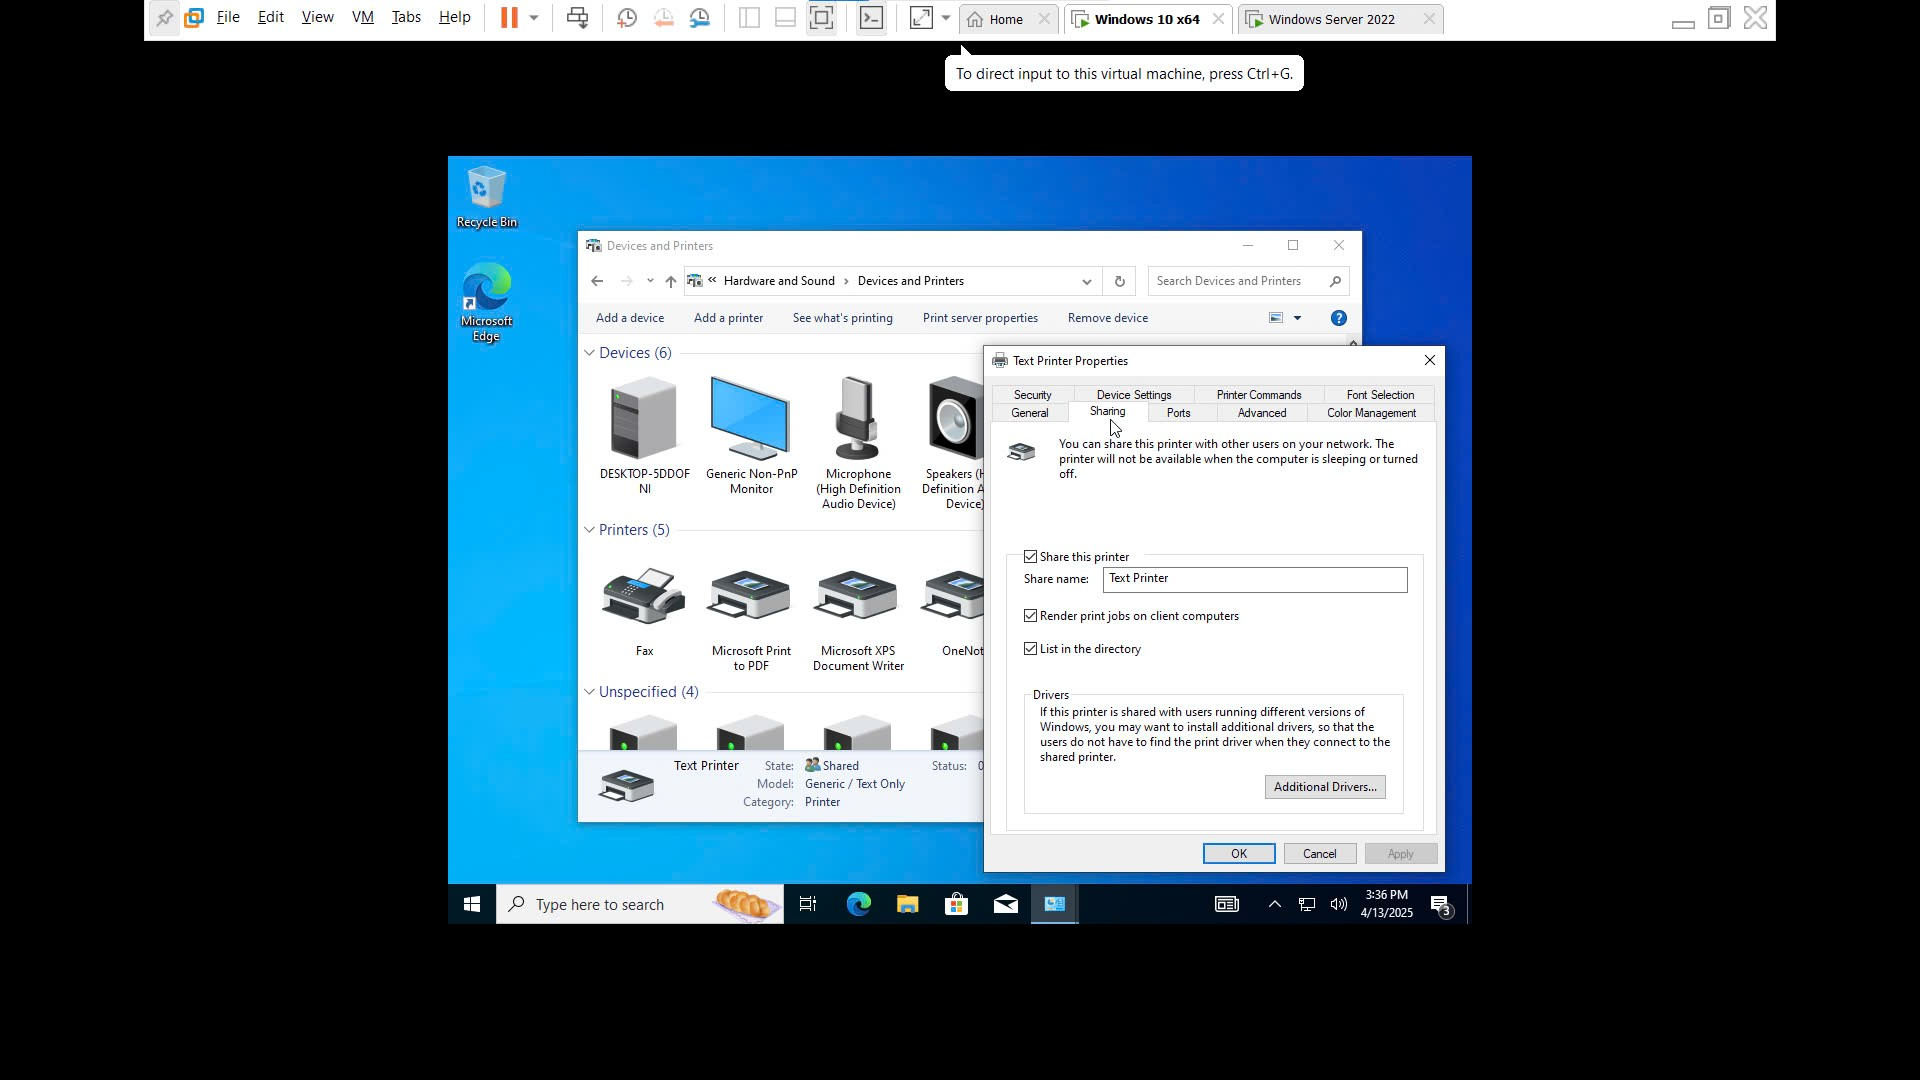 File Edit View VM Tabs Help Home Windows 10 x64 Windows Server 2022
To direct input to this virtual machine, press Ctrl+G.
Recycle Bin
Microsoft
Edge
Devices and Printers
« Hardware and Sound › Devices and Printers
Search Devices and Printers
Add a device Add a printer See what's printing Print server properties Remove device
Devices (6)
DESKTOP-5DDOF
NI
Generic Non-PnP
Monitor
Microphone
(High Definition
Audio Device)
Speakers (H
Definition A
Device)
Printers (5)
Fax
Microsoft Print
to PDF
Microsoft XPS
Document Writer
OneNot
Unspecified (4)
Text Printer State: Shared Status: 0
Model: Generic / Text Only
Category: Printer
Text Printer Properties
Security Device Settings Printer Commands Font Selection
General Sharing Ports Advanced Color Management
You can share this printer with other users on your network. The
printer will not be available when the computer is sleeping or turned
off.
Share this printer
Share name: Text Printer
Render print jobs on client computers
List in the directory
Drivers
If this printer is shared with users running different versions of
Windows, you may want to install additional drivers, so that the
users do not have to find the print driver when they connect to the
shared printer.
Additional Drivers...
OK Cancel Apply
Type here to search
3:36 PM
4/13/2025
3